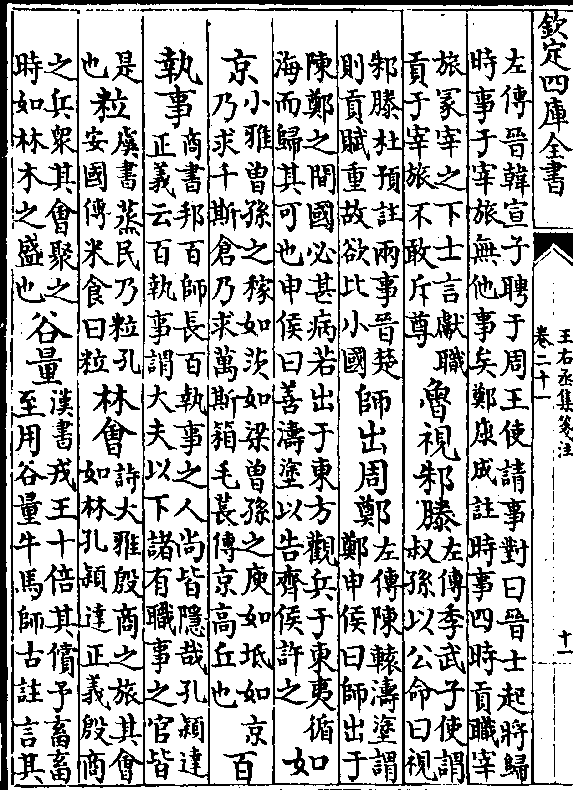 欽定四庫全書
王右丞集箋注
卷二十一
十一
左傳晉韓宣子聘于周王使請事對曰晉士起將歸
時事于宰旅無他事矣鄭康成註時事四時貢職宰
旅冢宰之下士言獻職
貢于宰旅不敢斥尊
魯視邾滕
左傳季武子使謂
叔孫以公命曰視
邾滕杜預註兩事晉楚
則貢賦重故欲比小國
師出周鄭
左傳陳轅濤塗謂
鄭申侯曰師出于
陳鄭之間國必甚病若出于東方觀兵于東夷循
海而歸其可也申侯曰善濤塗以告齊侯許之
如
京
小雅曾孫之稼如茨如梁曾孫之庾如坻如京
乃求千斯倉乃求萬斯箱毛萇傳京高丘也
百
執事
商書邦百師長百執事之人尚皆隱哉孔穎達
正義云百執事謂大夫以下諸有職事之官皆
是
也
粒
虞書蒸民乃粒孔
安國傳米食曰粒
林會
詩大雅殷商之旅其會
如林孔穎達正義殷商
之兵衆其會聚之
時如林木之盛也
谷量
漢書戎王十倍其償予畜畜
至用谷量牛馬師古註言其